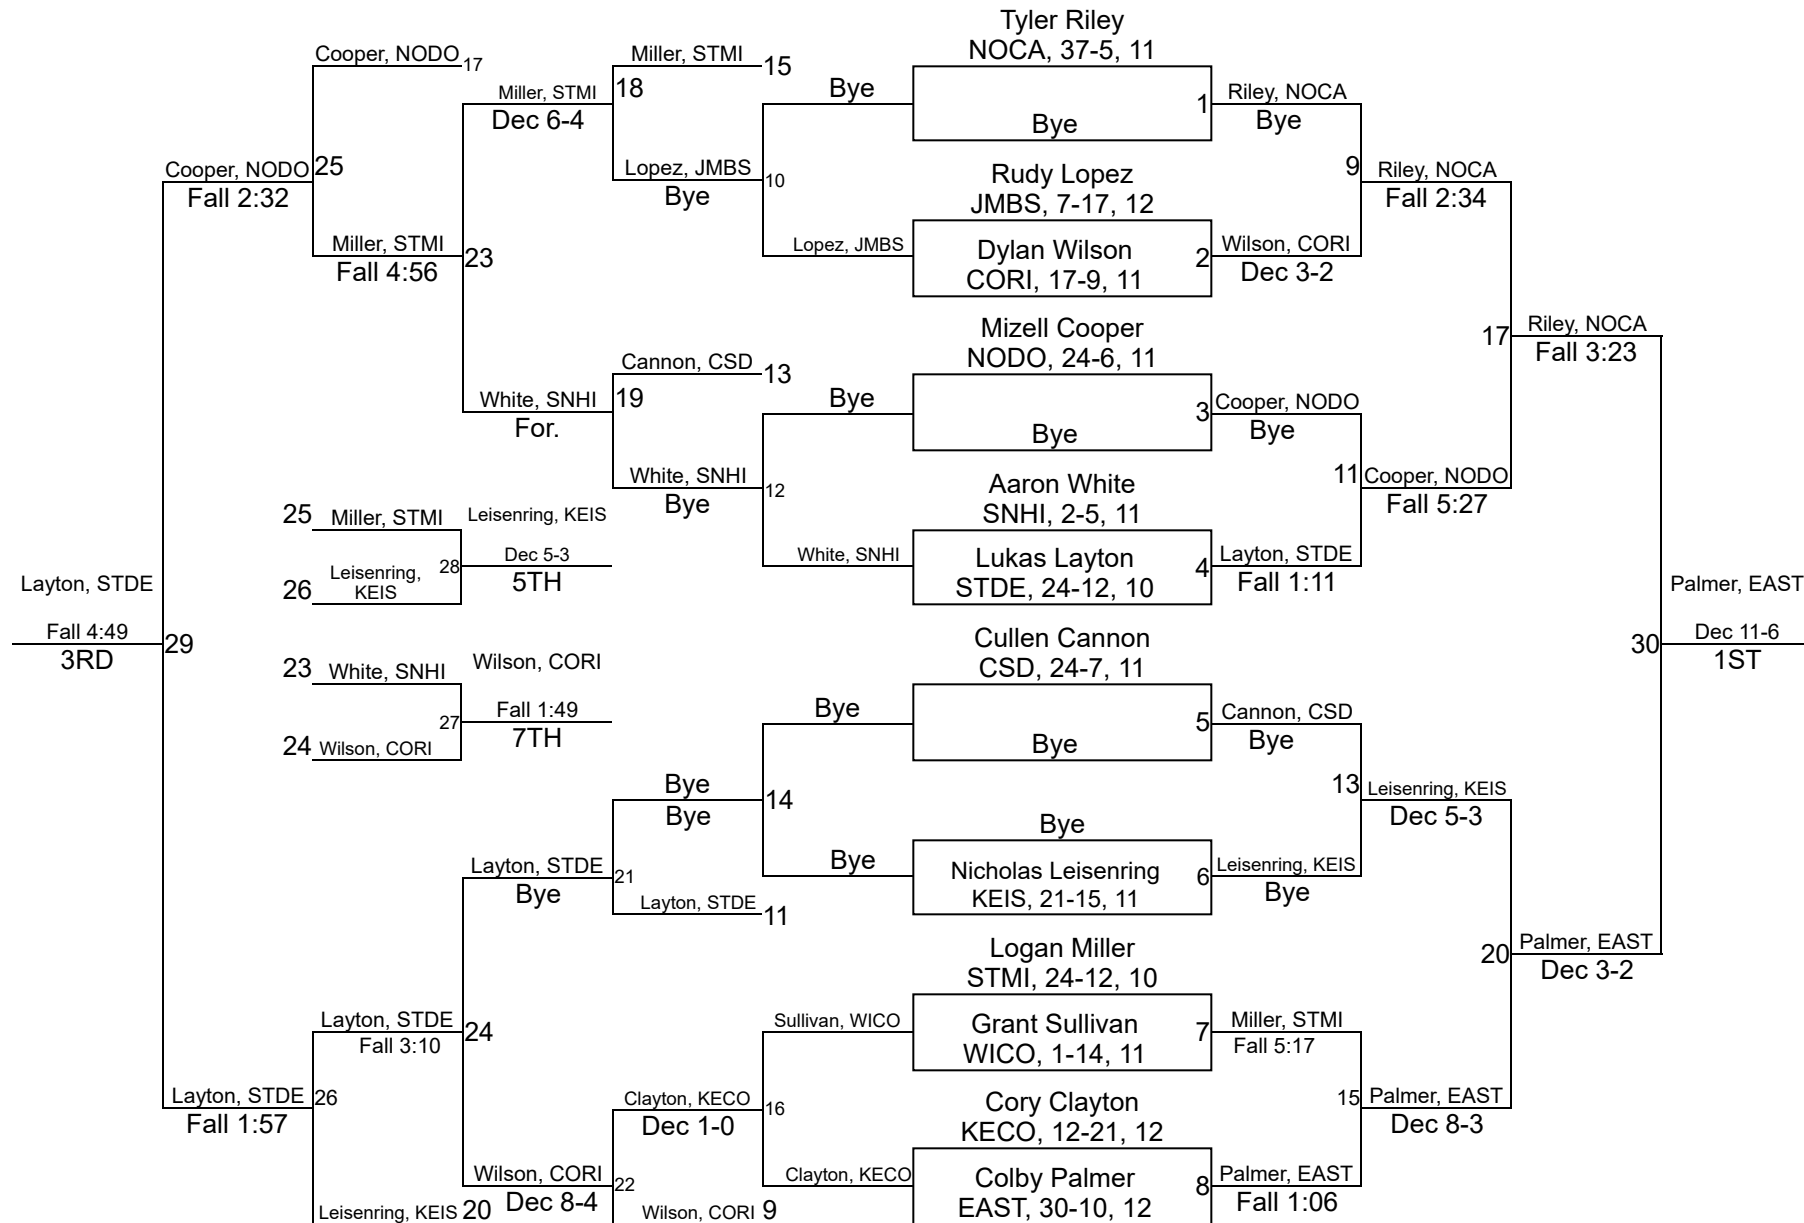 Tyler Riley
NOCA, 37-5, 11
Cooper, NODO
17
Miller, STMI
15
Miller, STMI
18
Bye
1
Riley, NOCA
Dec 6-4
Bye
Bye
Cooper, NODO
25
Lopez, JMBS
10
Rudy Lopez
9
Riley, NOCA
Fall 2:32
Bye
JMBS, 7-17, 12
Fall 2:34
Miller, STMI
23
Lopez, JMBS
Dylan Wilson
2
Wilson, CORI
Fall 4:56
CORI, 17-9, 11
Dec 3-2
Mizell Cooper
17
Riley, NOCA
NODO, 24-6, 11
Fall 3:23
Cannon, CSD
13
White, SNHI
19
Bye
3
Cooper, NODO
For.
Bye
Bye
White, SNHI
12
Aaron White
11
Cooper, NODO
Bye
SNHI, 2-5, 11
Fall 5:27
25
Miller, STMI
Leisenring, KEIS
28
Dec 5-3
White, SNHI
Lukas Layton
4
Layton, STDE
26
Leisenring,
KEIS
5TH
STDE, 24-12, 10
Fall 1:11
Layton, STDE
Palmer, EAST
Fall 4:49
29
Cullen Cannon
30
Dec 11-6
3RD
CSD, 24-7, 11
1ST
23
White, SNHI
Wilson, CORI
27
Fall 1:49
Bye
5
Cannon, CSD
24
Wilson, CORI
7TH
Bye
Bye
Bye
14
13
Leisenring, KEIS
Bye
Bye
Dec 5-3
Layton, STDE
21
Bye
Nicholas Leisenring
6
Leisenring, KEIS
Bye
Layton, STDE
11
KEIS, 21-15, 11
Bye
Logan Miller
20
Palmer, EAST
STMI, 24-12, 10
Dec 3-2
Layton, STDE
24
Sullivan, WICO
Grant Sullivan
7
Miller, STMI
Fall 3:10
WICO, 1-14, 11
Fall 5:17
Layton, STDE
26
Clayton, KECO
16
Cory Clayton
15
Palmer, EAST
Fall 1:57
Dec 1-0
KECO, 12-21, 12
Dec 8-3
Wilson, CORI
22
Clayton, KECO
Colby Palmer
8
Palmer, EAST
Leisenring, KEIS
20
Dec 8-4
Wilson, CORI
9
EAST, 30-10, 12
Fall 1:06